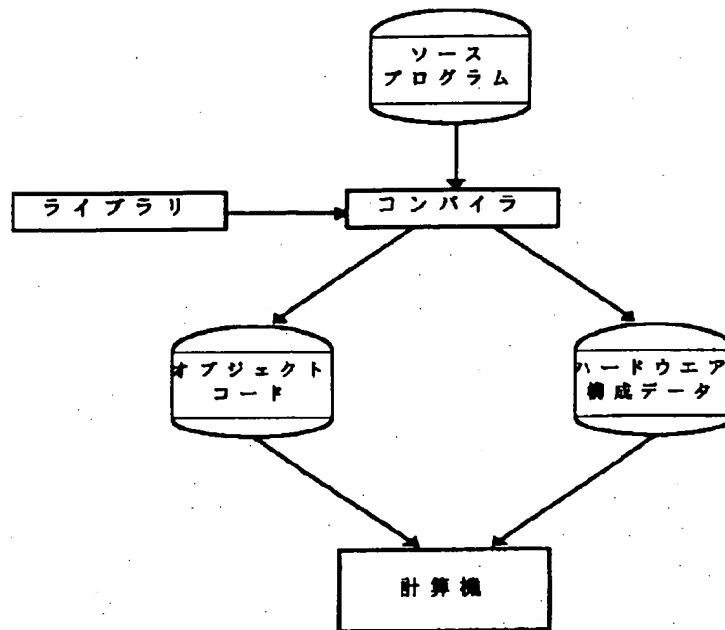 ソース
プログラム
ライブラリ
コンパイラ
オブジェクト
コード
ハードウエア
構成データ
計算機